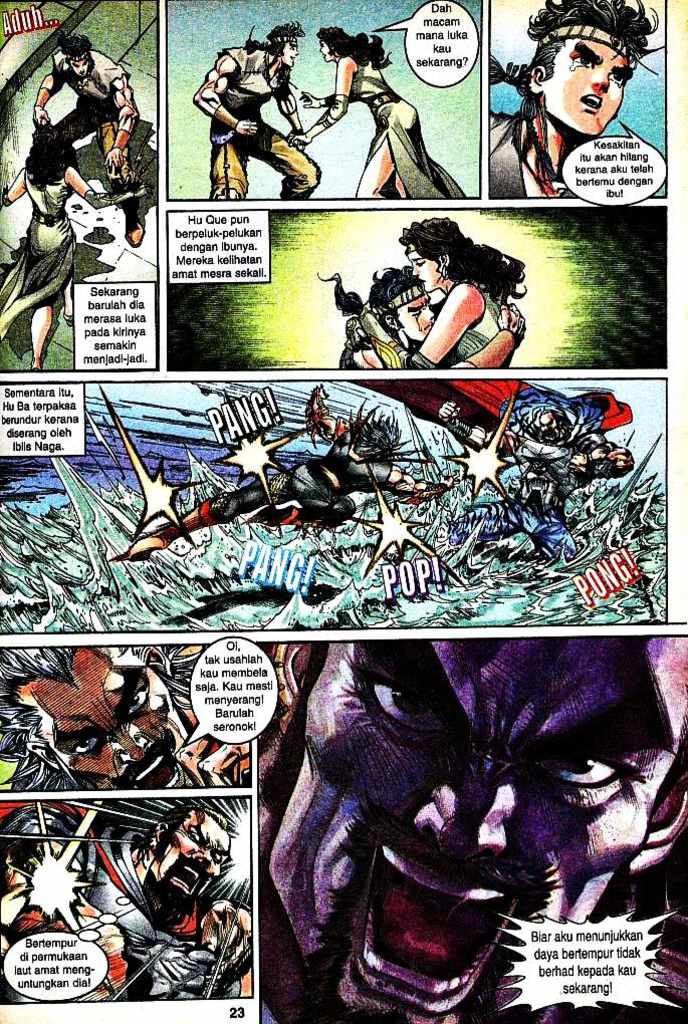 Aduh...
Sekarang
barulah dia
merasa luka
pada kirinya
semakin
menjadi-jadi.
Dah
macam
mana luka
kau
sekarang?
Kesakitan
itu akan hilang
kerana aku telah
bertemu dengan
ibu!
Hu Que pun
berpeluk-pelukan
dengan ibunya.
Mereka kelihatan
amat mesra sekali.
Sementara itu,
Hu Ba terpaksa
berundur kerana
diserang oleh
Iblis Naga.
PANG!
PANG!
POP!
PONG!
Oi,
tak usahlah
kau membela
saja. Kau mesti
menyerang!
Barulah
seronok!
Bertempur
di permukaan
laut amat meng-
untungkan dia!
Biar aku menunjukkan
daya bertempur tidak
berhad kepada kau
sekarang!
23